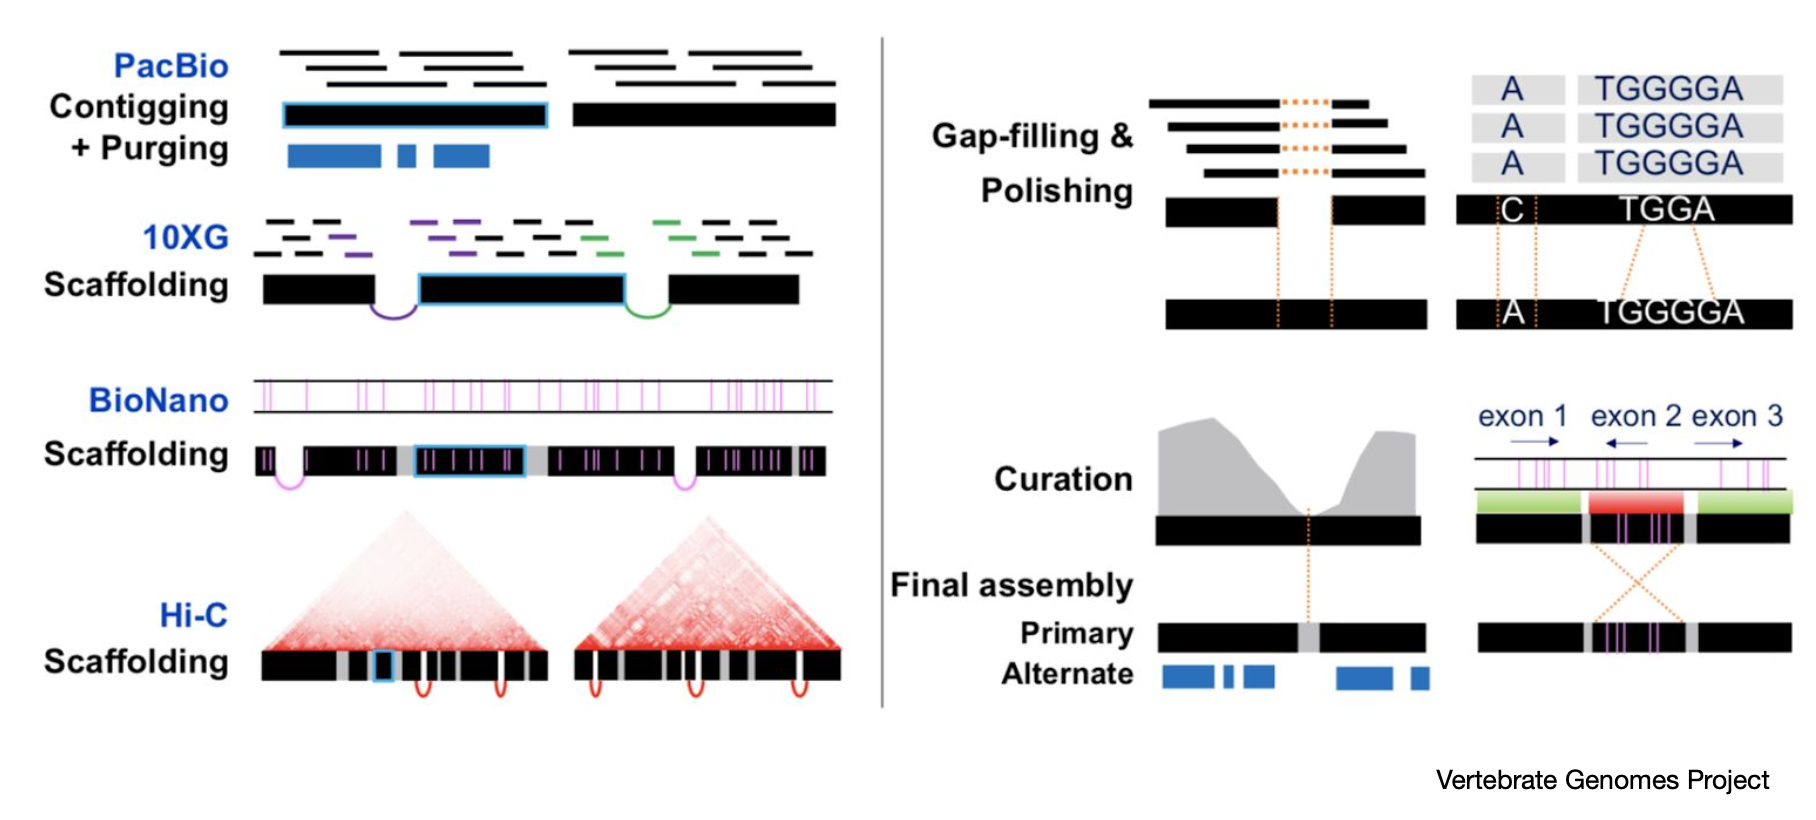 PacBio
Contigging
+ Purging
10XG
Scaffolding
BioNano
Scaffolding
Hi-C
Scaffolding
Gap-filling &
Polishing
A TGGGGA
A TGGGGA
A TGGGGA
C TGGA
A TGGGGA
Curation
exon 1 exon 2 exon 3
Final assembly
Primary
Alternate
Vertebrate Genomes Project